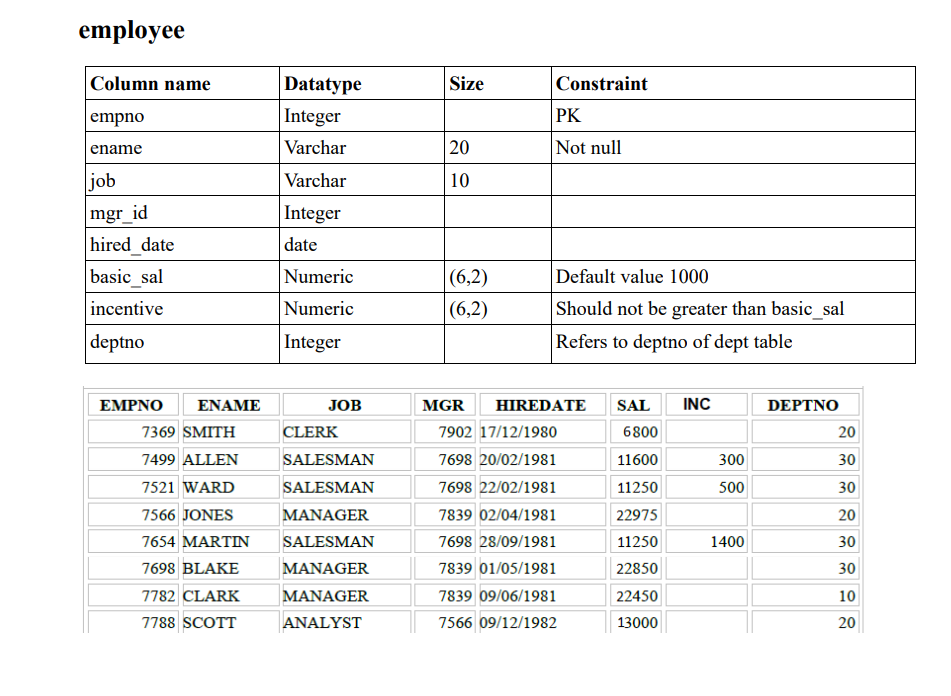 employee
Column name Datatype Size Constraint
empno Integer PK
ename Varchar 20 Not null
job Varchar 10
mgr_id Integer
hired_date date
basic_sal Numeric (6,2) Default value 1000
incentive Numeric (6,2) Should not be greater than basic_sal
deptno Integer Refers to deptno of dept table
EMPNO ENAME JOB MGR HIREDATE SAL INC DEPTNO
7369 SMITH CLERK 7902 17/12/1980 6800 20
7499 ALLEN SALESMAN 7698 20/02/1981 11600 300 30
7521 WARD SALESMAN 7698 22/02/1981 11250 500 30
7566 JONES MANAGER 7839 02/04/1981 22975 20
7654 MARTIN SALESMAN 7698 28/09/1981 11250 1400 30
7698 BLAKE MANAGER 7839 01/05/1981 22850 30
7782 CLARK MANAGER 7839 09/06/1981 22450 10
7788 SCOTT ANALYST 7566 09/12/1982 13000 20